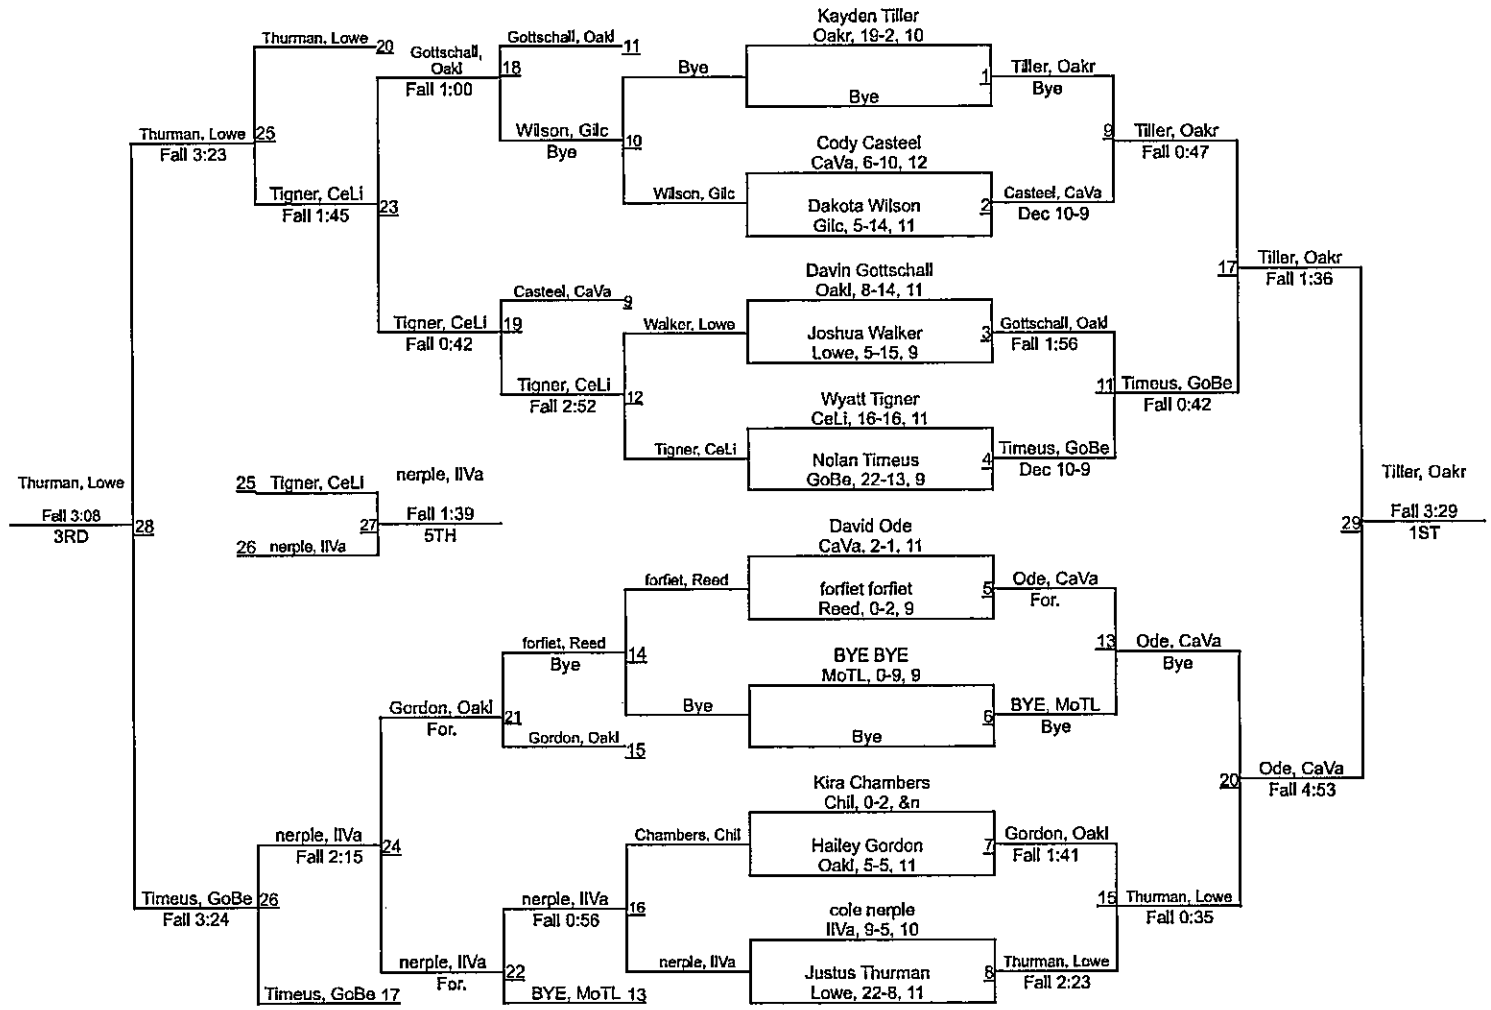 Kayden Tiller
Oakr, 19-2, 10
Thurman, Lowe 20
Gottschall, Oakl 11
Gottschall,
Oakl
18
Fall 1:00
Bye
1
Tiller, Oakr
Bye
Bye
Thurman, Lowe
25
Fall 3:23
Wilson, Gilc
Bye
10
Cody Casteel
CaVa, 6-10, 12
9
Tiller, Oakr
Fall 0:47
Tigner, CeLi
Fall 1:45
23
Wilson, Gilc
Dakota Wilson
Gilc, 5-14, 11
2
Casteel, CaVa
Dec 10-9
Davin Gottschall
Oakl, 8-14, 11
17
Tiller, Oakr
Fall 1:36
Casteel, CaVa 9
Tigner, CeLi
19
Fall 0:42
Walker, Lowe
Joshua Walker
Lowe, 5-15, 9
3
Gottschall, Oakl
Fall 1:56
Tigner, CeLi
Fall 2:52
12
Wyatt Tigner
CeLi, 16-16, 11
11
Timeus, GoBe
Fall 0:42
Tigner, CeLi
Nolan Timeus
GoBe, 22-13, 9
4
Timeus, GoBe
Dec 10-9
Thurman, Lowe
Fall 3:08
3RD
28
25 Tigner, CeLi
26 nerple, IIVa
27
nerple, IIVa
Fall 1:39
5TH
Tiller, Oakr
29
Fall 3:29
1ST
David Ode
CaVa, 2-1, 11
forfiet, Reed
forfiet forfiet
Reed, 0-2, 9
5
Ode, CaVa
For.
forfiet, Reed
Bye
14
BYE BYE
MoTL, 0-9, 9
13
Ode, CaVa
Bye
Gordon, Oakl
For.
21
Bye
Bye
6
BYE, MoTL
Bye
Gordon, Oakl 15
Kira Chambers
Chil, 0-2, &n
20
Ode, CaVa
Fall 4:53
nerple, IIVa
Fall 2:15
24
Chambers, Chil
Hailey Gordon
Oakl, 5-5, 11
7
Gordon, Oakl
Fall 1:41
Timeus, GoBe
Fall 3:24
26
nerple, IIVa
Fall 0:56
16
cole nerple
IIVa, 9-5, 10
15
Thurman, Lowe
Fall 0:35
nerple, IIVa
For.
22
nerple, IIVa
Justus Thurman
Lowe, 22-8, 11
8
Thurman, Lowe
Fall 2:23
Timeus, GoBe 17
BYE, MoTL 13